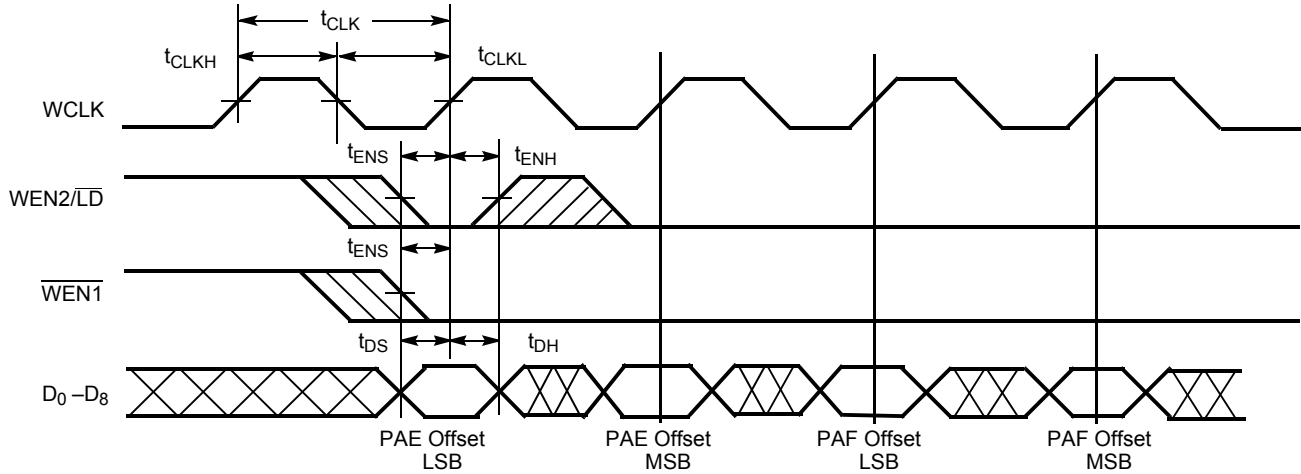 tCLK
tCLKH
tCLKL
WCLK
tENS
tENH
WEN2/LD
tENS
WEN1
tDS
tDH
D0 –D8
PAE Offset
LSB
PAE Offset
MSB
PAF Offset
LSB
PAF Offset
MSB